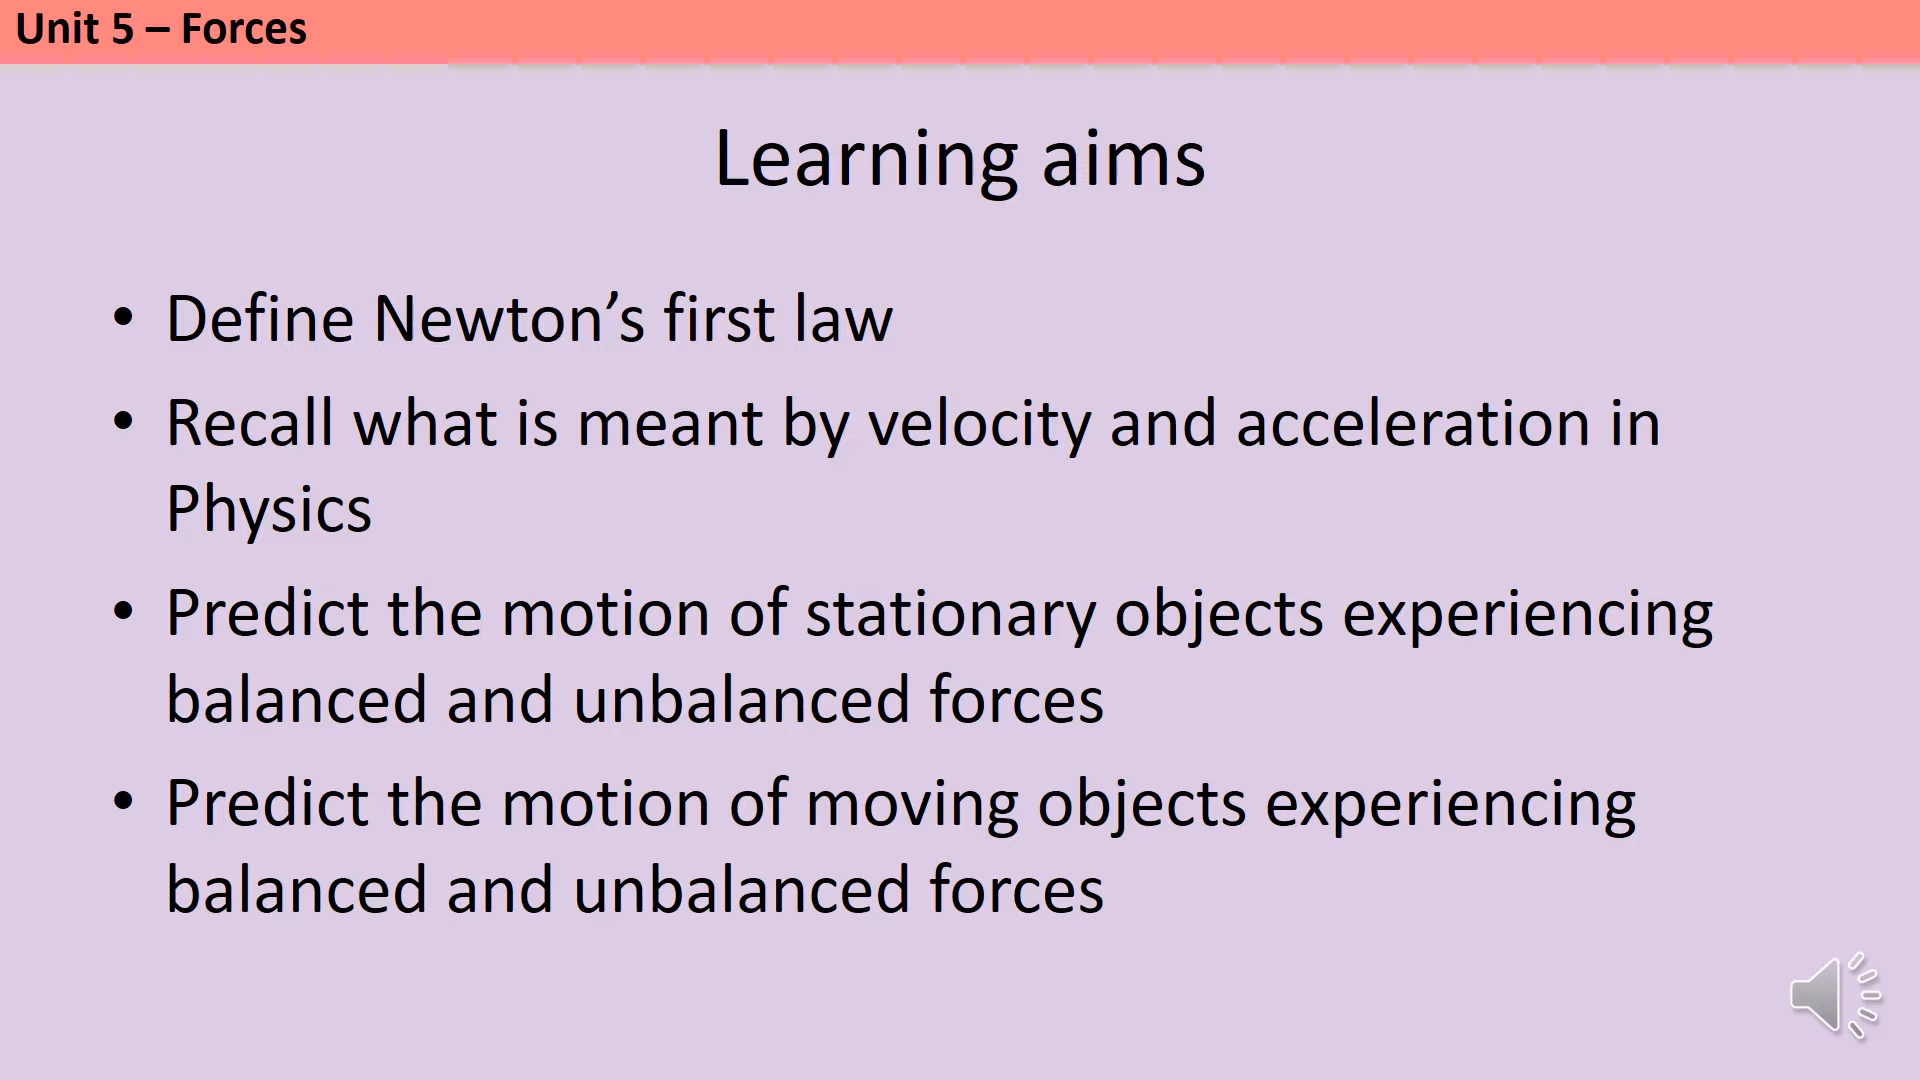 Unit 5 – Forces
Learning aims
• Define Newton’s first law
• Recall what is meant by velocity and acceleration in
Physics
• Predict the motion of stationary objects experiencing
balanced and unbalanced forces
• Predict the motion of moving objects experiencing
balanced and unbalanced forces